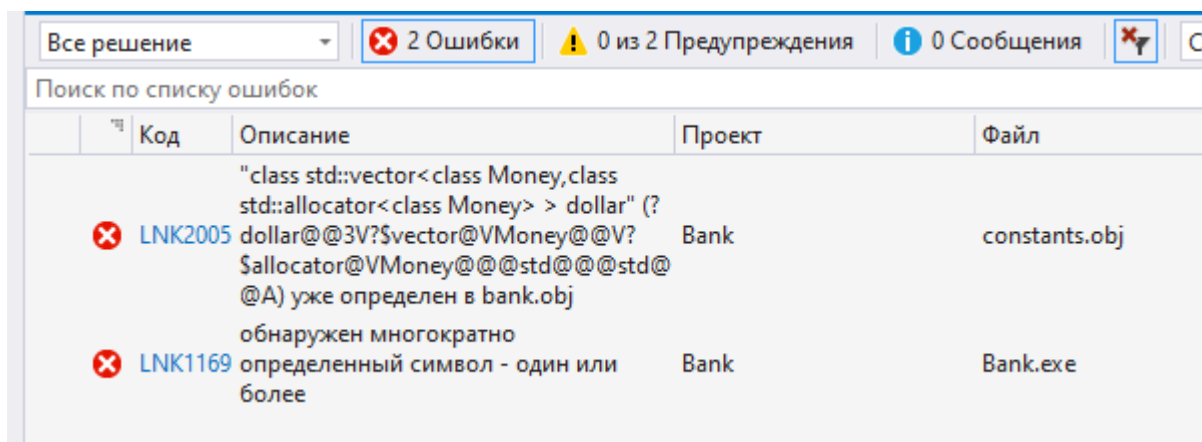 Все решение 2 Ошибки 0 из 2 Предупреждения 0 Сообщения С
Поиск по списку ошибок
Код Описание Проект Файл
"class std::vector<class Money,class
std::allocator<class Money> > dollar" (?
LNK2005 dollar@@3V?$vector@VMoney@@V? Bank constants.obj
$allocator@VMoney@@@std@@@std@
@A) уже определен в bank.obj
обнаружен многократно
LNK1169 определенный символ - один или Bank Bank.exe
более